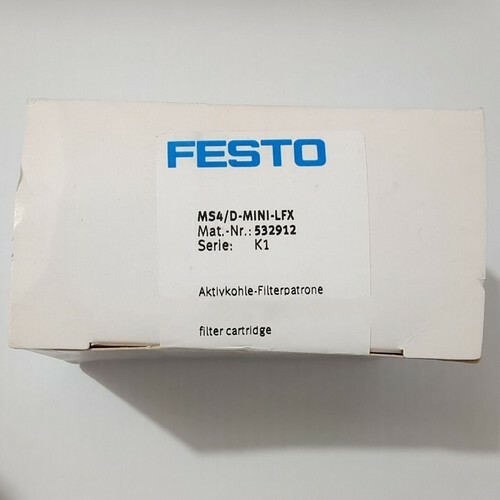 FESTO
MS4/D-MINI-LFX
Mat.-Nr.: 532912
Serie: K1
Aktivkohle-Filterpatrone
filter cartridge